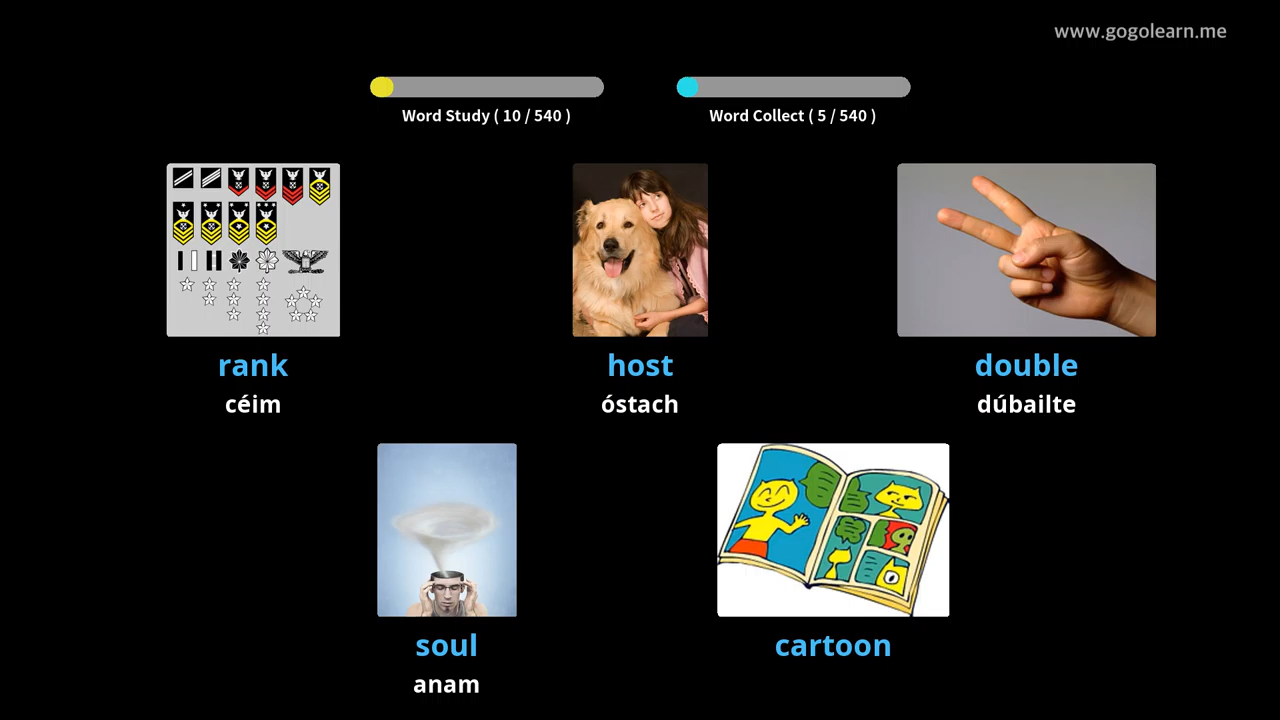 www.gogolearn.me
Word Study ( 10 / 540 )
Word Collect ( 5 / 540 )
rank
host
double
céim
óstach
dúbailte
soul
cartoon
anam